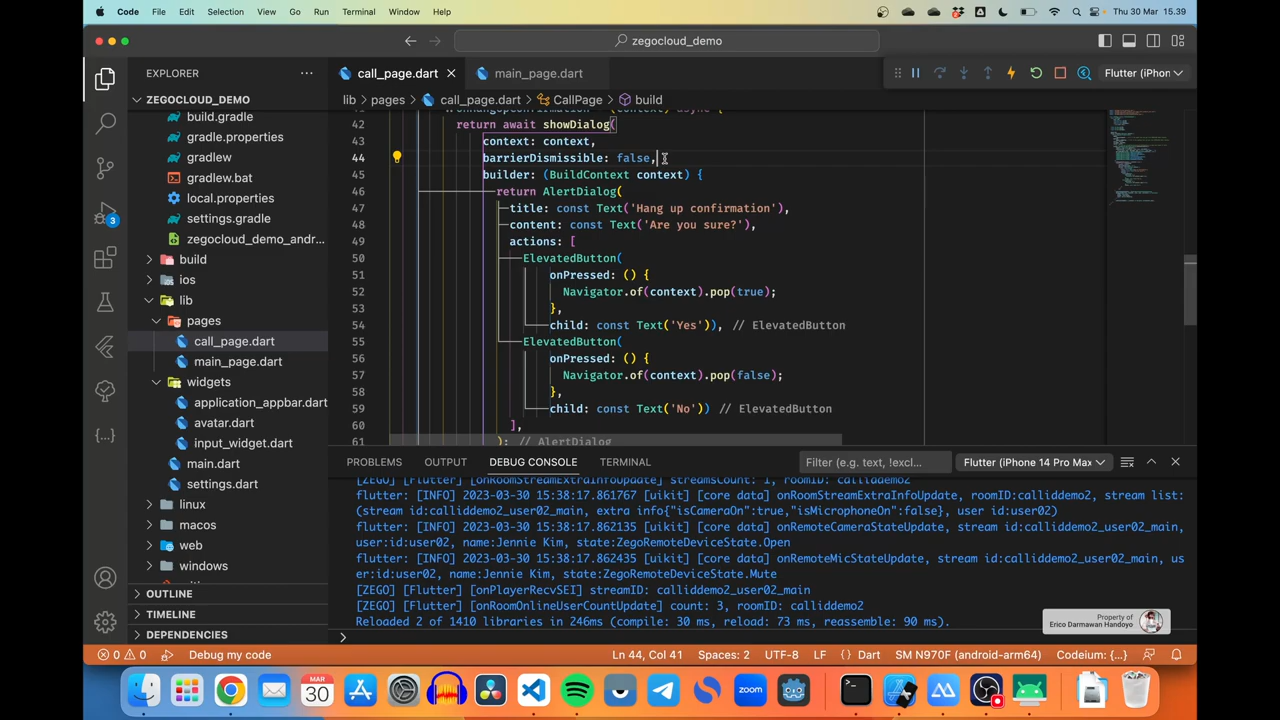 Code File Edit Selection View Go Run Terminal Window Help
Thu 30 Mar 15.39
zegocloud_demo
EXPLORER
call_page.dart
main_page.dart
Flutter (iPhon
ZEGOCLOUD_DEMO
lib > pages > call_page.dart > CallPage > build
build.gradle
gradle.properties
gradlew
gradlew.bat
local.properties
settings.gradle
zegocloud_demo_andr...
build
ios
lib
pages
call_page.dart
main_page.dart
widgets
application_appbar.dart
avatar.dart
input_widget.dart
main.dart
settings.dart
linux
macos
web
windows
OUTLINE
TIMELINE
DEPENDENCIES
3
42 return await showDialog(
43 context: context,
44 barrierDismissible: false,
45 builder: (BuildContext context) {
46 return AlertDialog(
47 title: const Text('Hang up confirmation'),
48 content: const Text('Are you sure?'),
49 actions: [
50 ElevatedButton(
51 onPressed: () {
52 Navigator.of(context).pop(true);
53 },
54 child: const Text('Yes')), // ElevatedButton
55 ElevatedButton(
56 onPressed: () {
57 Navigator.of(context).pop(false);
58 },
59 child: const Text('No')) // ElevatedButton
60 ],
61 ); // AlertDialog
PROBLEMS OUTPUT DEBUG CONSOLE TERMINAL
Filter (e.g. text, !excl...
Flutter (iPhone 14 Pro Max
[ZEGO] [Flutter] [onRoomStreamExtraInfoUpdate] streamsCount: 1, roomID: calliddemo2
flutter: [INFO] 2023-03-30 15:38:17.861767 [uikit] [core data] onRoomStreamExtraInfoUpdate, roomID:calliddemo2, stream list:
(stream id:calliddemo2_user02_main, extra info{"isCameraOn":true,"isMicrophoneOn":false}, user id:user02)
flutter: [INFO] 2023-03-30 15:38:17.862135 [uikit] [core data] onRemoteCameraStateUpdate, stream id:calliddemo2_user02_main,
user:id:user02, name:Jennie Kim, state:ZegoRemoteDeviceState.Open
flutter: [INFO] 2023-03-30 15:38:17.862435 [uikit] [core data] onRemoteMicStateUpdate, stream id:calliddemo2_user02_main, us
er:id:user02, name:Jennie Kim, state:ZegoRemoteDeviceState.Mute
[ZEGO] [Flutter] [onPlayerRecvSEI] streamID: calliddemo2_user02_main
[ZEGO] [Flutter] [onRoomOnlineUserCountUpdate] count: 3, roomID: calliddemo2
Reloaded 2 of 1410 libraries in 246ms (compile: 30 ms, reload: 73 ms, reassemble: 90 ms).
Property of
Erico Darmawan Handoyo
0 0 Debug my code
Ln 44, Col 41 Spaces: 2 UTF-8 LF {} Dart SM N970F (android-arm64) Codeium: {...}
MAR
30
zoom